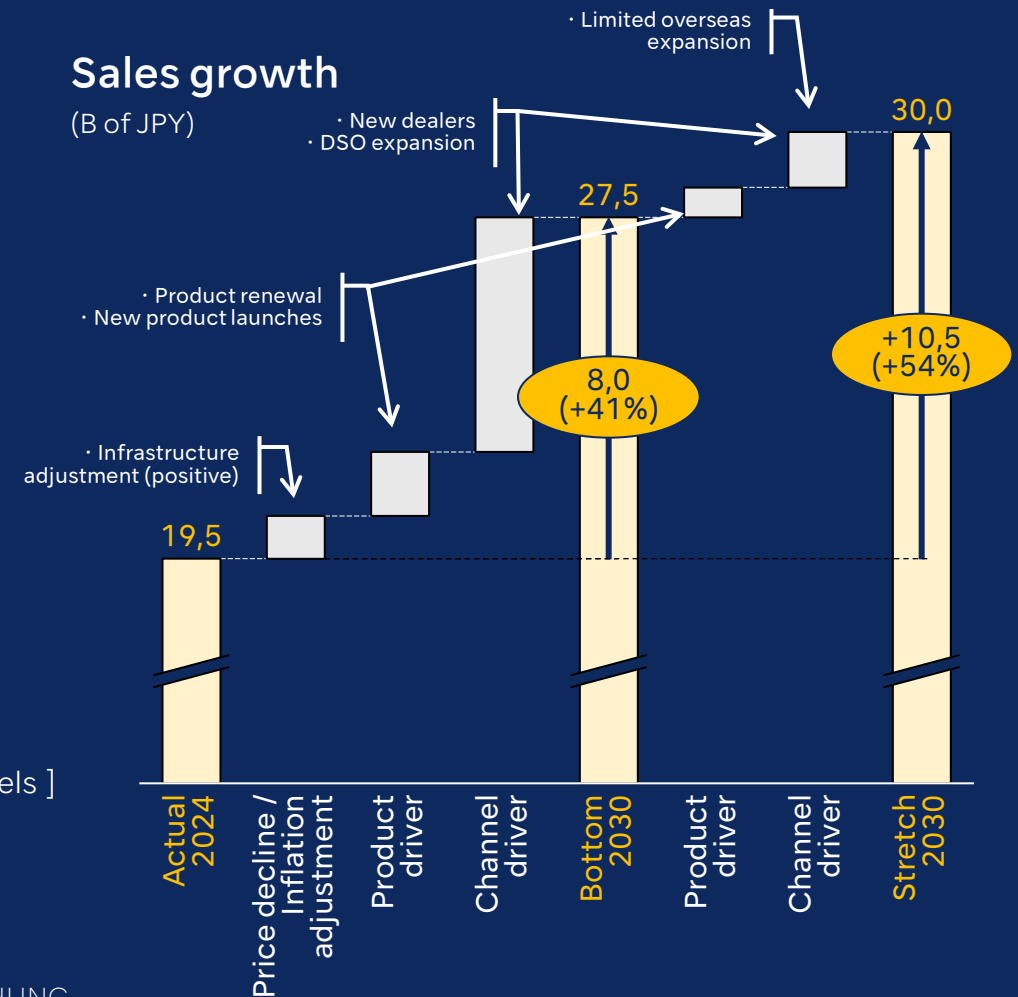 · Limited overseas
expansion
Sales growth
(B of JPY)
· New dealers
· DSO expansion
30,0
27,5
· Product renewal
· New product launches
+10,5
(+54%)
8,0
(+41%)
· Infrastructure
adjustment (positive)
19,5
els ]
Actual
2024
Price decline /
Inflation
adjustment
Product
driver
Channel
driver
Bottom
2030
Product
driver
Channel
driver
Stretch
2030